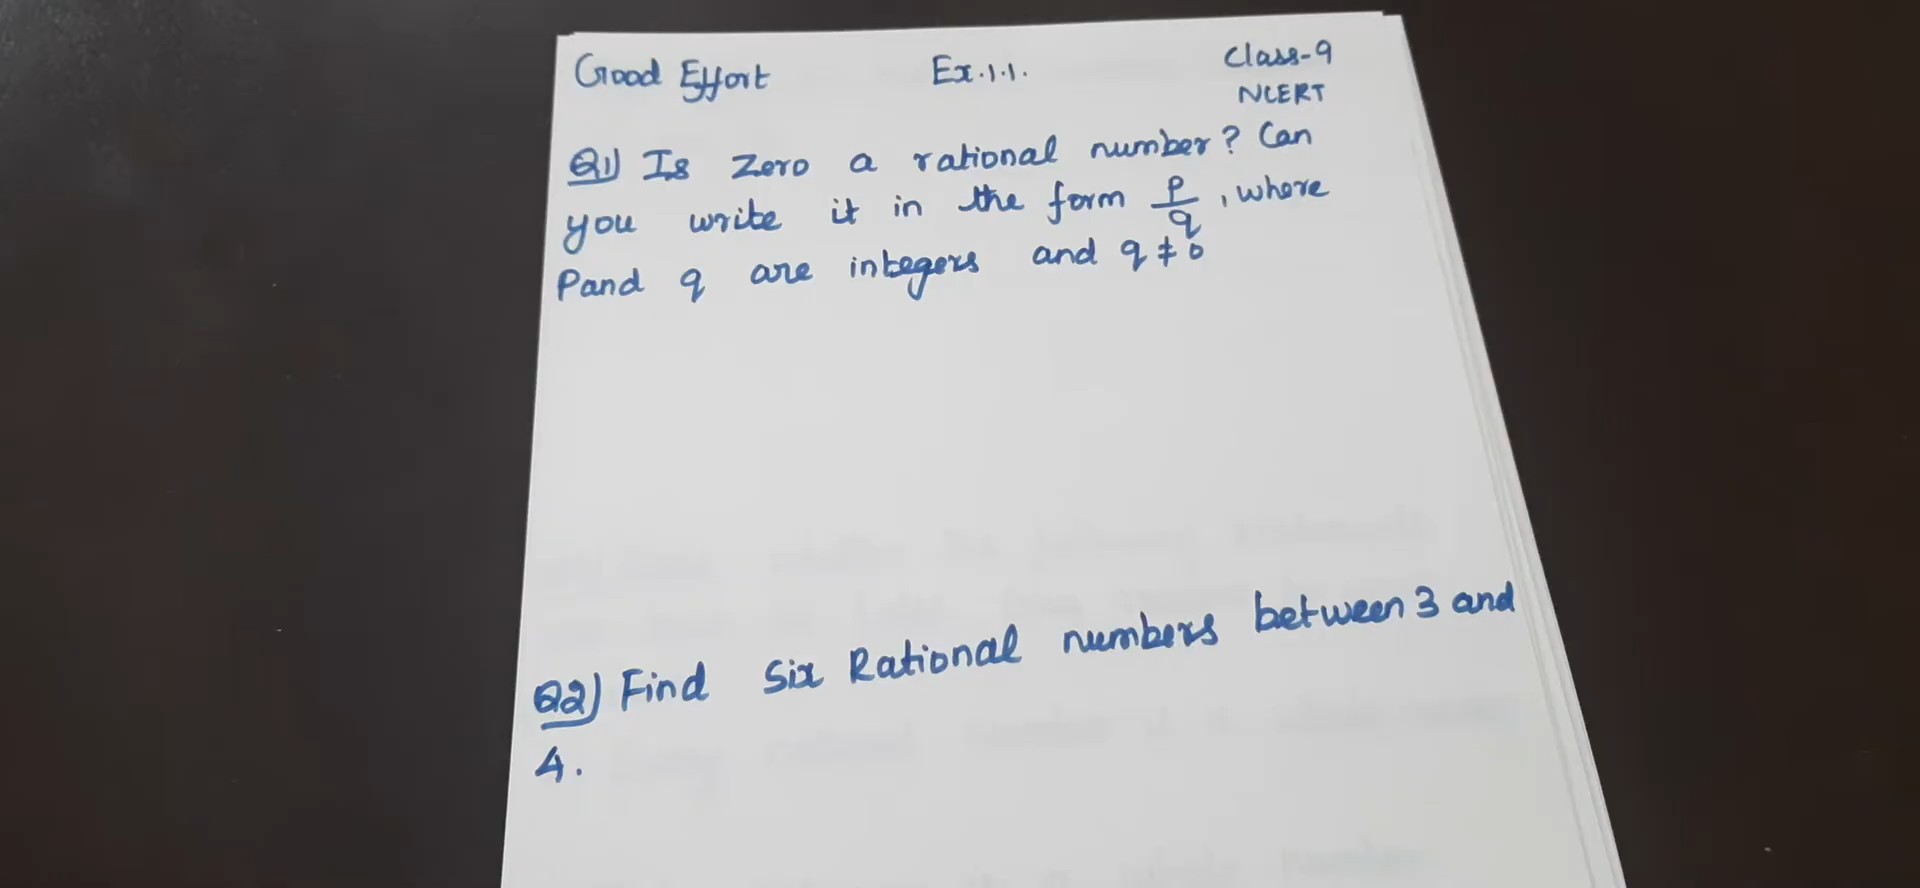 Good Effort Ex.1.1. Class-9
NCERT
Q1) Is Zero a rational number? Can
you write it in the form p/q, where
P and q are integers and q ≠ 0
Q2) Find Six Rational numbers between 3 and
4.